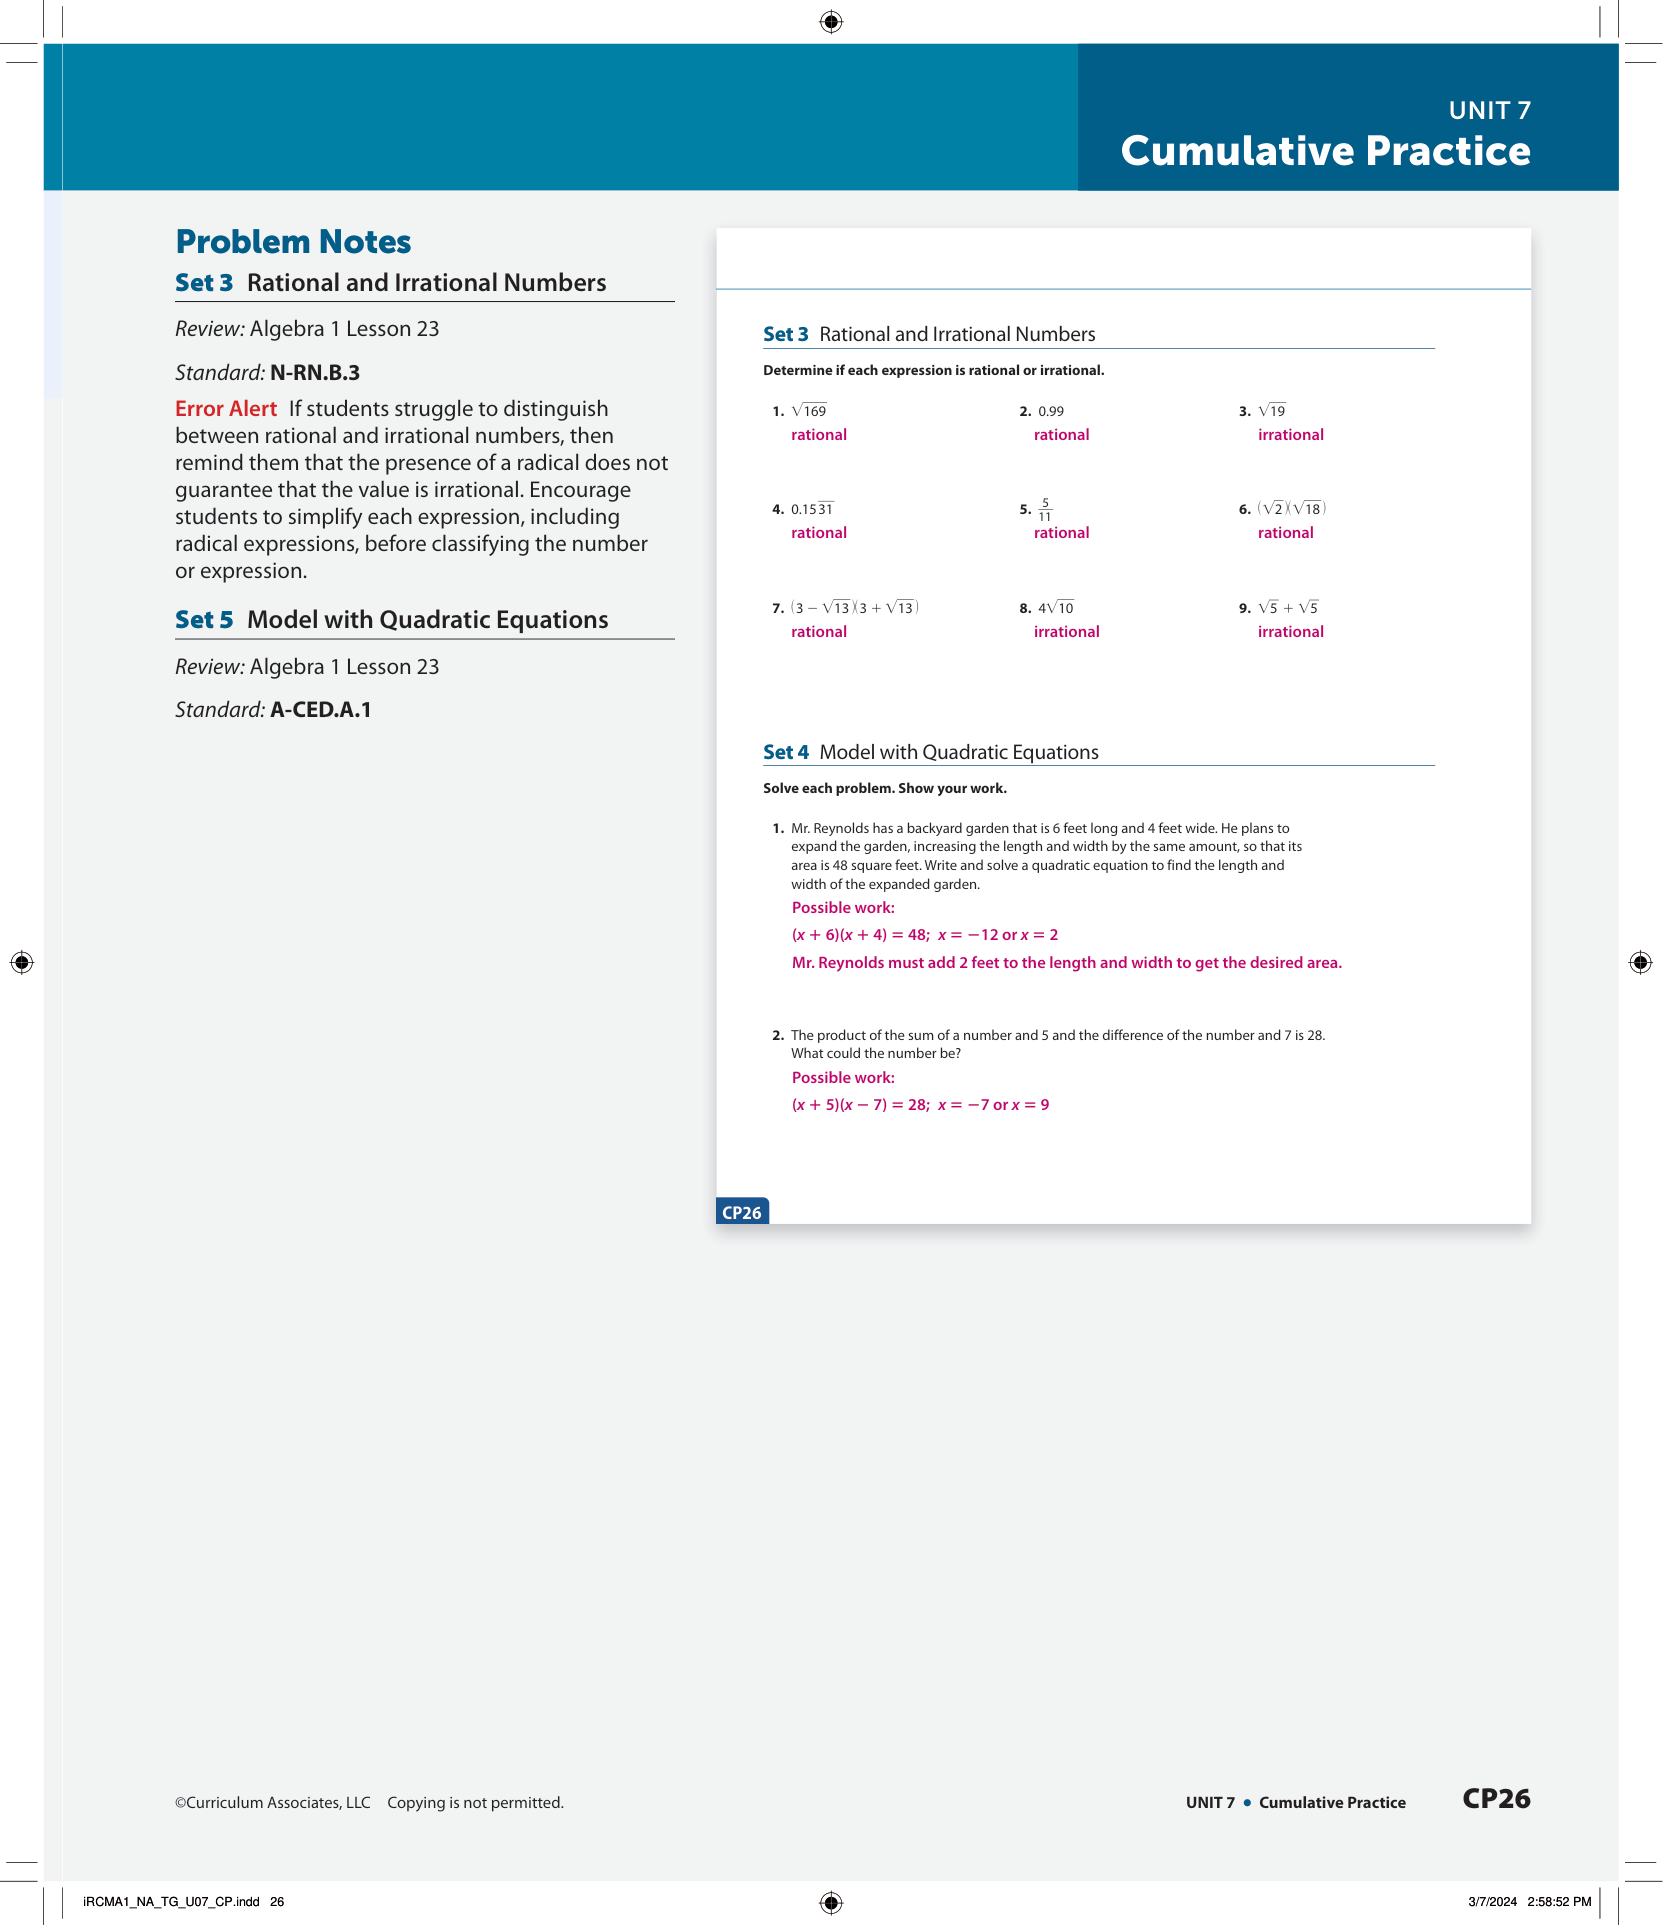 UNIT 7
Cumulative Practice
Problem Notes
Set 3 Rational and Irrational Numbers
Review: Algebra 1 Lesson 23
Standard: N-RN.B.3
Error Alert If students struggle to distinguish
between rational and irrational numbers, then
remind them that the presence of a radical does not
guarantee that the value is irrational. Encourage
students to simplify each expression, including
radical expressions, before classifying the number
or expression.
Set 5 Model with Quadratic Equations
Review: Algebra 1 Lesson 23
Standard: A-CED.A.1
Set 3 Rational and Irrational Numbers
Determine if each expression is rational or irrational.
1. √169 2. 0.99 3. √19
rational rational irrational
4. 0.153̅1̅ 5. 5/11 6. (√2)(√18)
rational rational rational
7. (3 − √13)(3 + √13) 8. 4√10 9. √5 + √5
rational irrational irrational
Set 4 Model with Quadratic Equations
Solve each problem. Show your work.
1. Mr. Reynolds has a backyard garden that is 6 feet long and 4 feet wide. He plans to
expand the garden, increasing the length and width by the same amount, so that its
area is 48 square feet. Write and solve a quadratic equation to find the length and
width of the expanded garden.
Possible work:
(x + 6)(x + 4) = 48; x = −12 or x = 2
Mr. Reynolds must add 2 feet to the length and width to get the desired area.
2. The product of the sum of a number and 5 and the difference of the number and 7 is 28.
What could the number be?
Possible work:
(x + 5)(x − 7) = 28; x = −7 or x = 9
CP26
©Curriculum Associates, LLC Copying is not permitted.
UNIT 7 • Cumulative Practice CP26
iRCMA1_NA_TG_U07_CP.indd 26
3/7/2024 2:58:52 PM